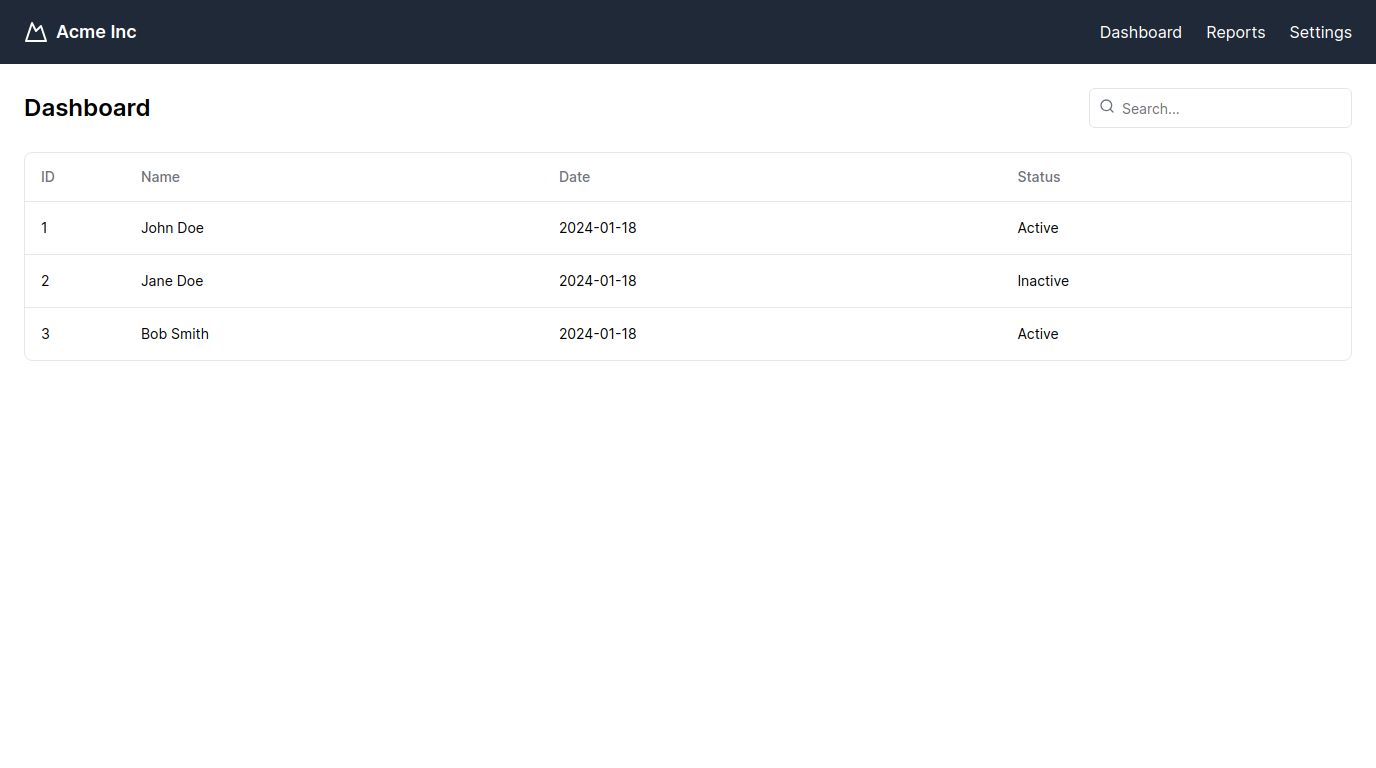 Acme Inc Dashboard Reports Settings
Dashboard Search...
ID Name Date Status
1 John Doe 2024-01-18 Active
2 Jane Doe 2024-01-18 Inactive
3 Bob Smith 2024-01-18 Active